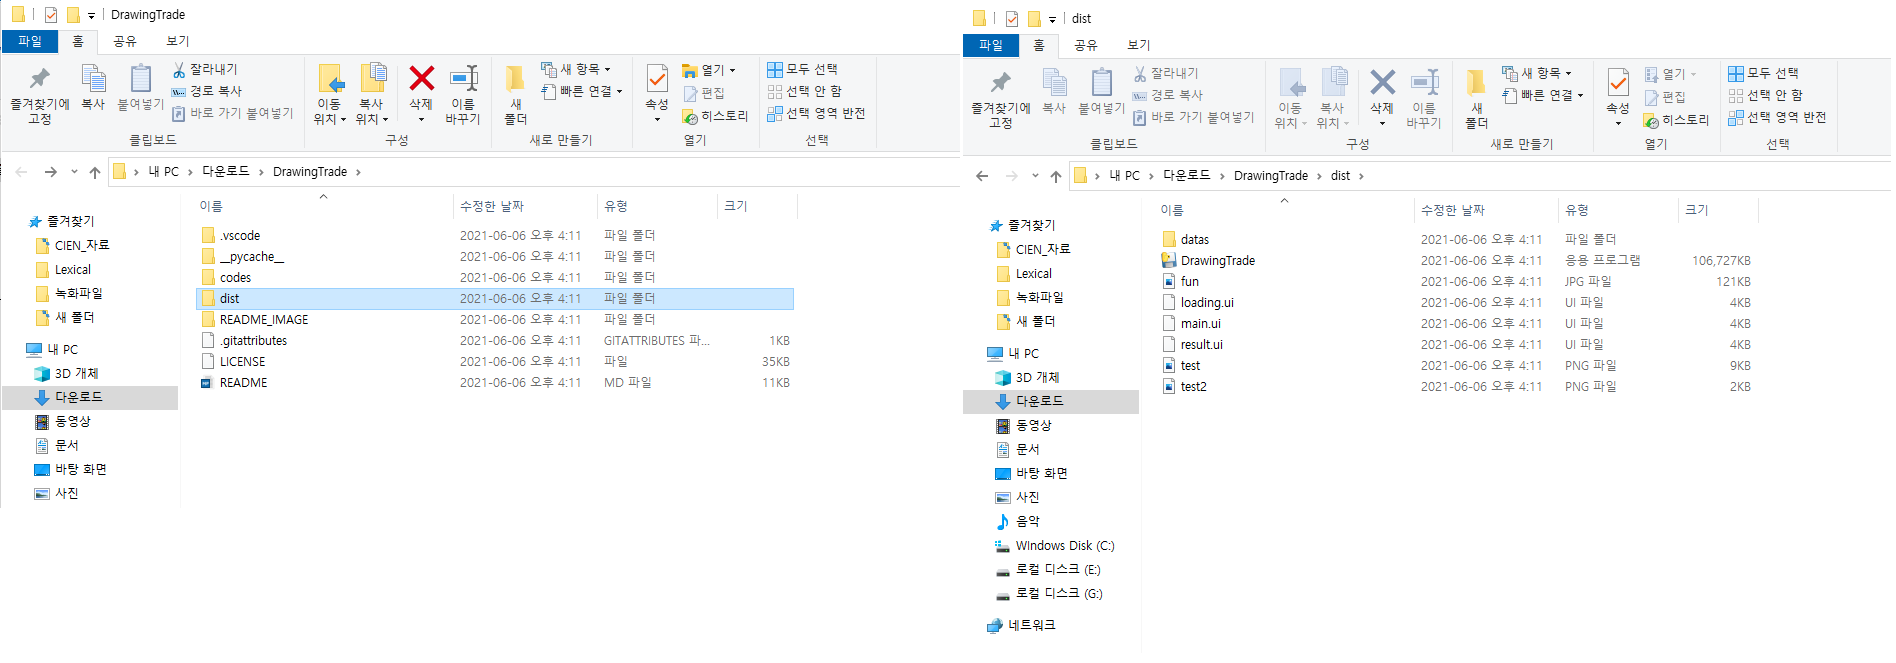 DrawingTrade
파일 홈 공유 보기
즐겨찾기에 고정
복사
붙여넣기
잘라내기
경로 복사
바로 가기 붙여넣기
클립보드
이동 위치
복사 위치
삭제
이름 바꾸기
구성
새 폴더
새 항목
빠른 연결
새로 만들기
속성
열기
편집
히스토리
열기
모두 선택
선택 안 함
선택 영역 반전
선택
내 PC > 다운로드 > DrawingTrade >
즐겨찾기
CIEN_자료
Lexical
녹화파일
새 폴더
내 PC
3D 개체
다운로드
동영상
문서
바탕 화면
사진
이름 수정한 날짜 유형 크기
.vscode 2021-06-06 오후 4:11 파일 폴더
__pycache__ 2021-06-06 오후 4:11 파일 폴더
codes 2021-06-06 오후 4:11 파일 폴더
dist 2021-06-06 오후 4:11 파일 폴더
README_IMAGE 2021-06-06 오후 4:11 파일 폴더
.gitattributes 2021-06-06 오후 4:11 GITATTRIBUTES 파... 1KB
LICENSE 2021-06-06 오후 4:11 파일 35KB
README 2021-06-06 오후 4:11 MD 파일 11KB
dist
파일 홈 공유 보기
즐겨찾기에 고정
복사
붙여넣기
잘라내기
경로 복사
바로 가기 붙여넣기
클립보드
이동 위치
복사 위치
삭제
이름 바꾸기
구성
새 폴더
새 항목
빠른 연결
새로 만들기
속성
열기
편집
히스토리
열기
모두 선택
선택 안 함
선택 영역 반전
선택
내 PC > 다운로드 > DrawingTrade > dist >
즐겨찾기
CIEN_자료
Lexical
녹화파일
새 폴더
내 PC
3D 개체
다운로드
동영상
문서
바탕 화면
사진
음악
WIndows Disk (C:)
로컬 디스크 (E:)
로컬 디스크 (G:)
네트워크
이름 수정한 날짜 유형 크기
datas 2021-06-06 오후 4:11 파일 폴더
DrawingTrade 2021-06-06 오후 4:11 응용 프로그램 106,727KB
fun 2021-06-06 오후 4:11 JPG 파일 121KB
loading.ui 2021-06-06 오후 4:11 UI 파일 4KB
main.ui 2021-06-06 오후 4:11 UI 파일 4KB
result.ui 2021-06-06 오후 4:11 UI 파일 4KB
test 2021-06-06 오후 4:11 PNG 파일 9KB
test2 2021-06-06 오후 4:11 PNG 파일 2KB